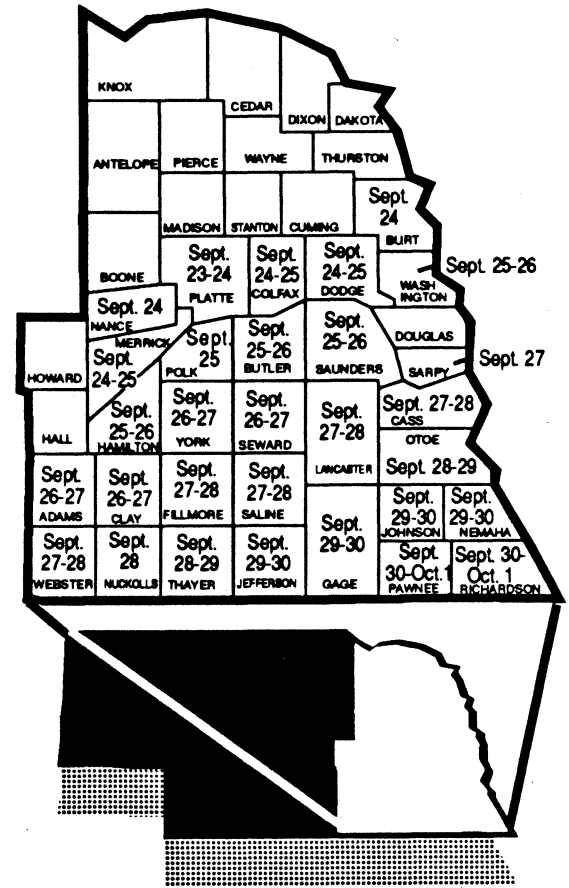 KNOX
CEDAR
DIXON
DAKOTA
ANTELOPE
PIERCE
WAYNE
THURSTON
MADISON
STANTON
CUMING
Sept.
24
BURT
BOONE
Sept.
23-24
PLATTE
Sept.
24-25
COLFAX
Sept.
24-25
DODGE
WASH
INGTON
Sept. 25-26
Sept. 24
NANCE
MERRICK
Sept.
24-25
Sept.
25
POLK
Sept.
25-26
BUTLER
Sept.
25-26
SAUNDERS
DOUGLAS
SARPY
Sept. 27
HOWARD
HALL
Sept.
25-26
HAMILTON
Sept.
26-27
YORK
Sept.
26-27
SEWARD
Sept.
27-28
LANCASTER
Sept. 27-28
CASS
OTOE
Sept. 28-29
Sept.
26-27
ADAMS
Sept.
26-27
CLAY
Sept.
27-28
FILLMORE
Sept.
27-28
SALINE
Sept.
29-30
GAGE
Sept.
29-30
JOHNSON
Sept.
29-30
NEMAHA
Sept.
27-28
WEBSTER
Sept.
28
NUCKOLLS
Sept.
28-29
THAYER
Sept.
29-30
JEFFERSON
Sept.
30-Oct.1
PAWNEE
Sept. 30-
Oct. 1
RICHARDSON